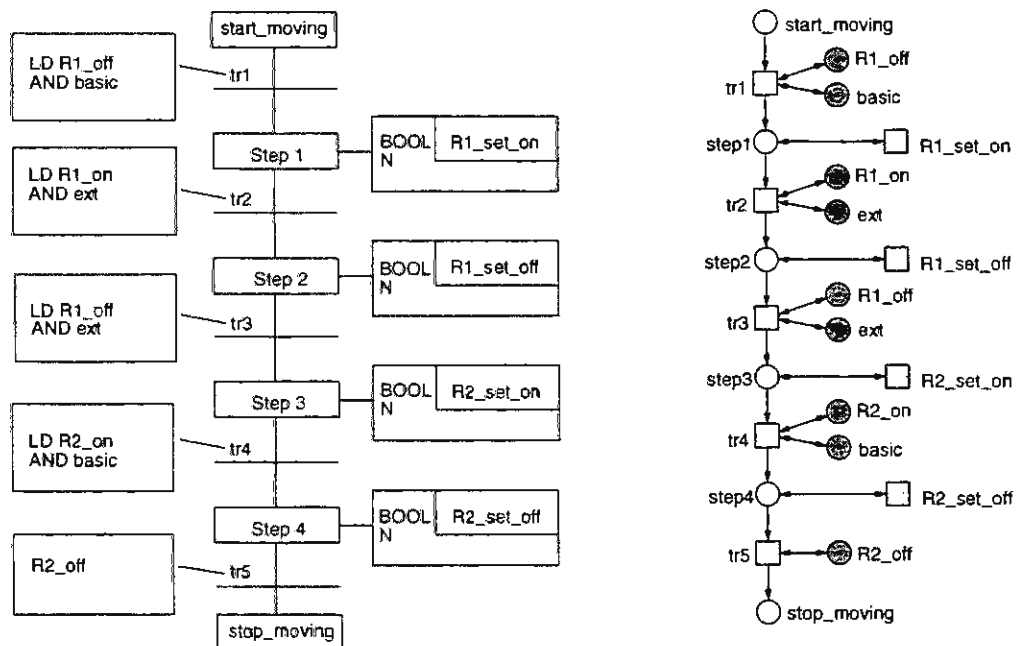 start_moving
LD R1_off
AND basic
tr1
Step 1
BOOL
N
R1_set_on
LD R1_on
AND ext
tr2
Step 2
BOOL
N
R1_set_off
LD R1_off
AND ext
tr3
Step 3
BOOL
N
R2_set_on
LD R2_on
AND basic
tr4
Step 4
BOOL
N
R2_set_off
R2_off
tr5
stop_moving
start_moving
R1_off
tr1
basic
step1
R1_set_on
R1_on
tr2
ext
step2
R1_set_off
R1_off
tr3
ext
step3
R2_set_on
R2_on
tr4
basic
step4
R2_set_off
tr5
R2_off
stop_moving